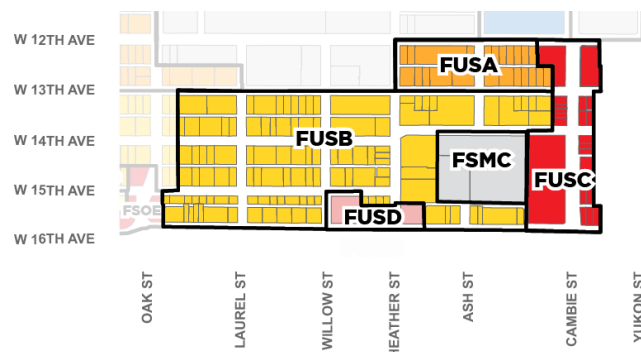 W 12TH AVE
FUSA
W 13TH AVE
FUSB
W 14TH AVE
FSMC
FUSC
W 15TH AVE
FSOE
FUSD
W 16TH AVE
OAK ST
LAUREL ST
WILLOW ST
HEATHER ST
ASH ST
CAMBIE ST
YUKON ST